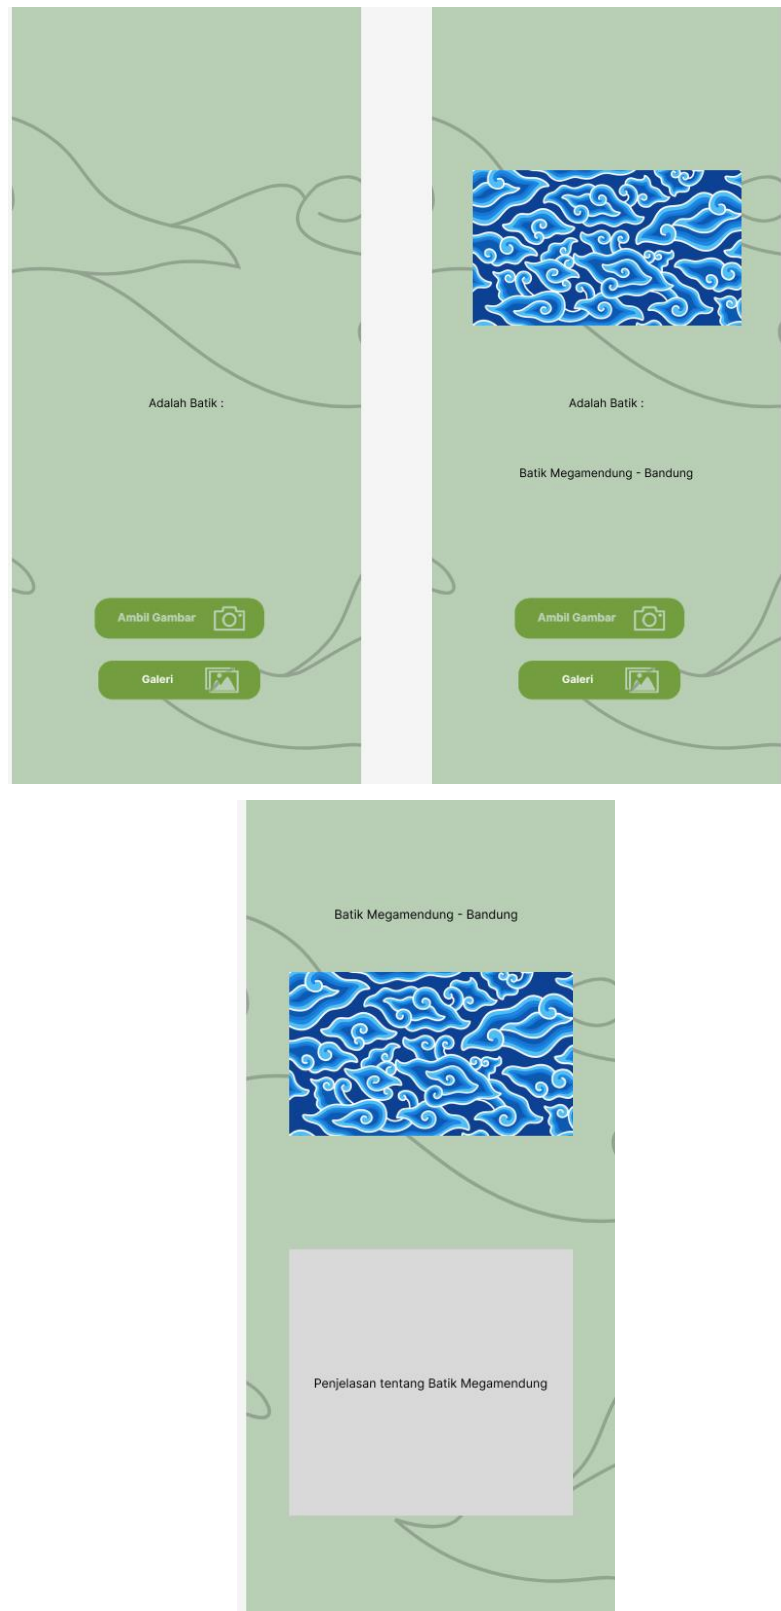 Adalah Batik :
Ambil Gambar
Galeri
Adalah Batik :
Batik Megamendung - Bandung
Ambil Gambar
Galeri
Batik Megamendung - Bandung
Penjelasan tentang Batik Megamendung